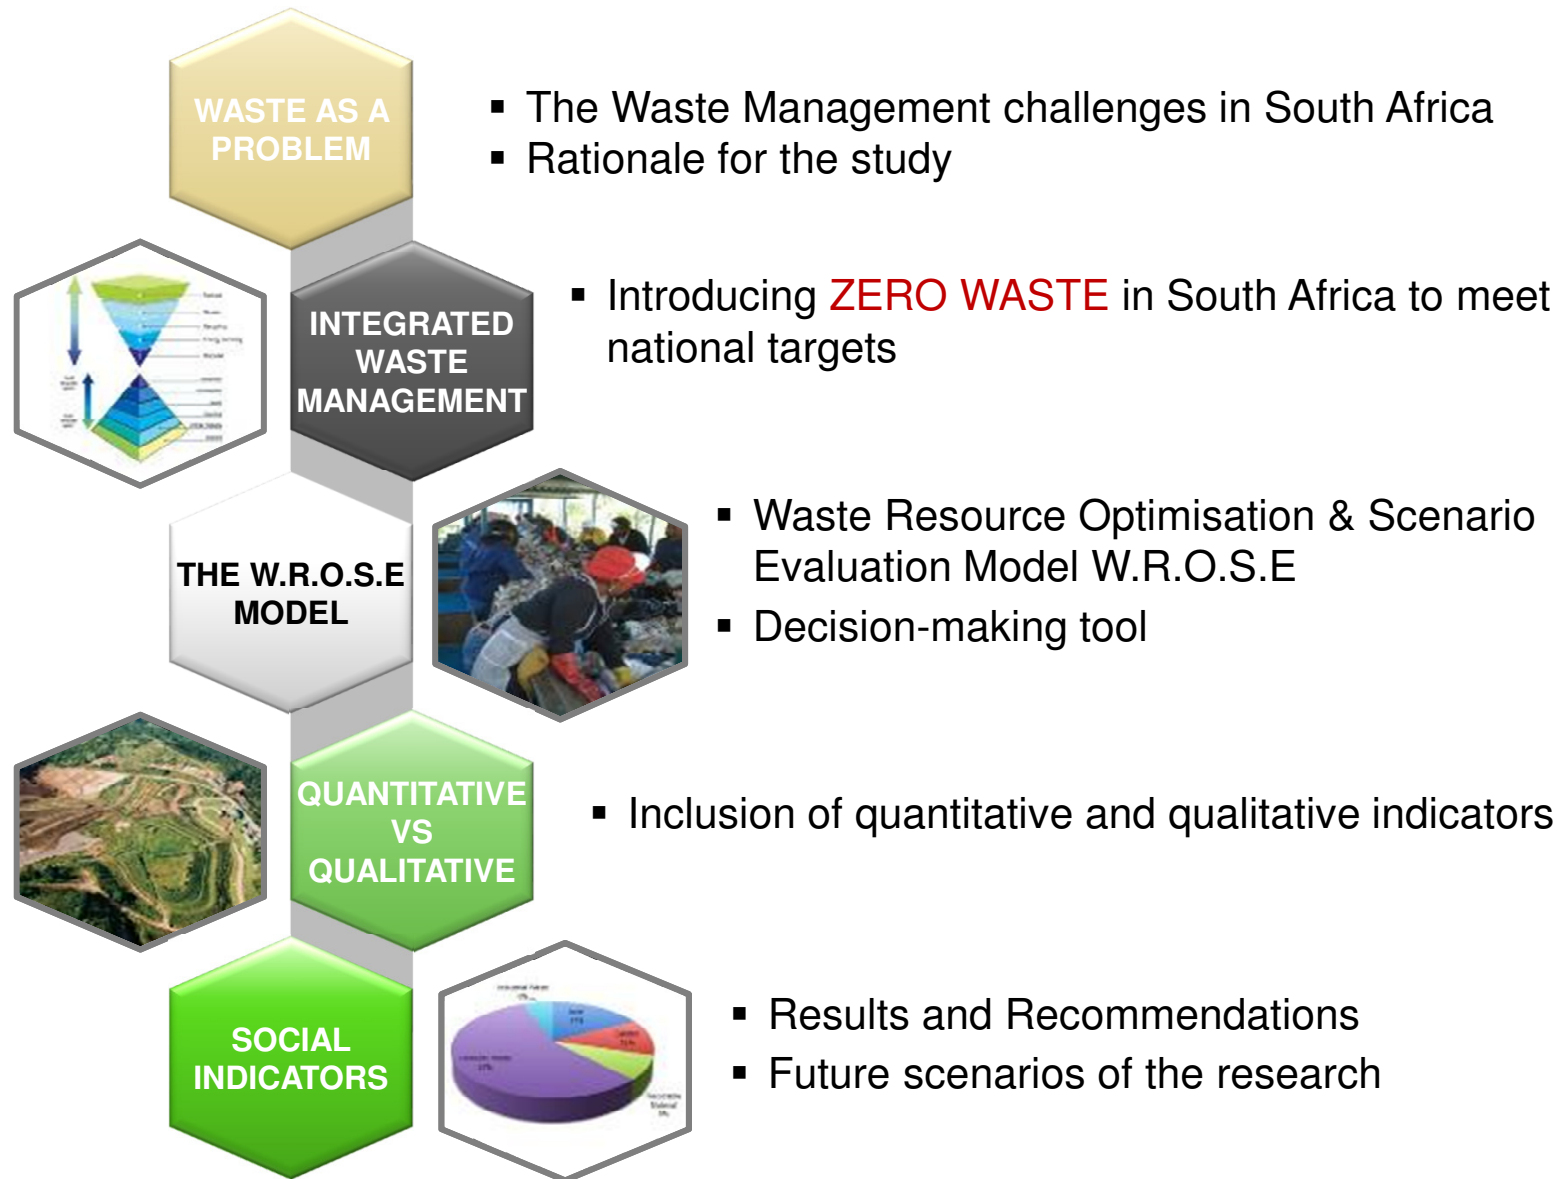 WASTE AS A
PROBLEM
▪ The Waste Management challenges in South Africa
▪ Rationale for the study
INTEGRATED
WASTE
MANAGEMENT
▪ Introducing ZERO WASTE in South Africa to meet
national targets
THE W.R.O.S.E
MODEL
▪ Waste Resource Optimisation & Scenario
Evaluation Model W.R.O.S.E
▪ Decision-making tool
QUANTITATIVE
VS
QUALITATIVE
▪ Inclusion of quantitative and qualitative indicators
SOCIAL
INDICATORS
▪ Results and Recommendations
▪ Future scenarios of the research